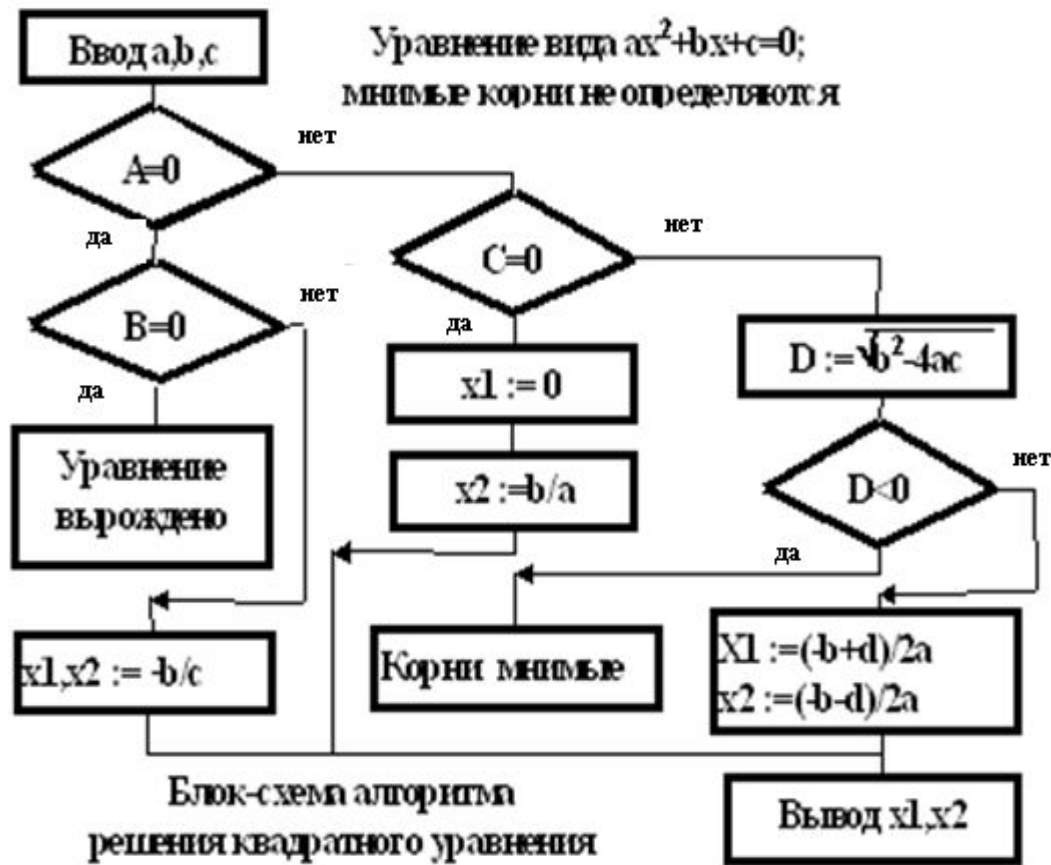 Ввод a,b,c
Уравнение вида ax²+bx+c=0;
мнимые корни не определяются
A=0
нет
да
C=0
нет
B=0
нет
да
да
x1 := 0
D := √b²-4ac
Уравнение
вырождено
x2 :=b/a
D<0
нет
да
x1,x2 := -b/c
Корни мнимые
X1 :=(-b+d)/2a
x2 :=(-b-d)/2a
Блок-схема алгоритма
решения квадратного уравнения
Вывод x1,x2